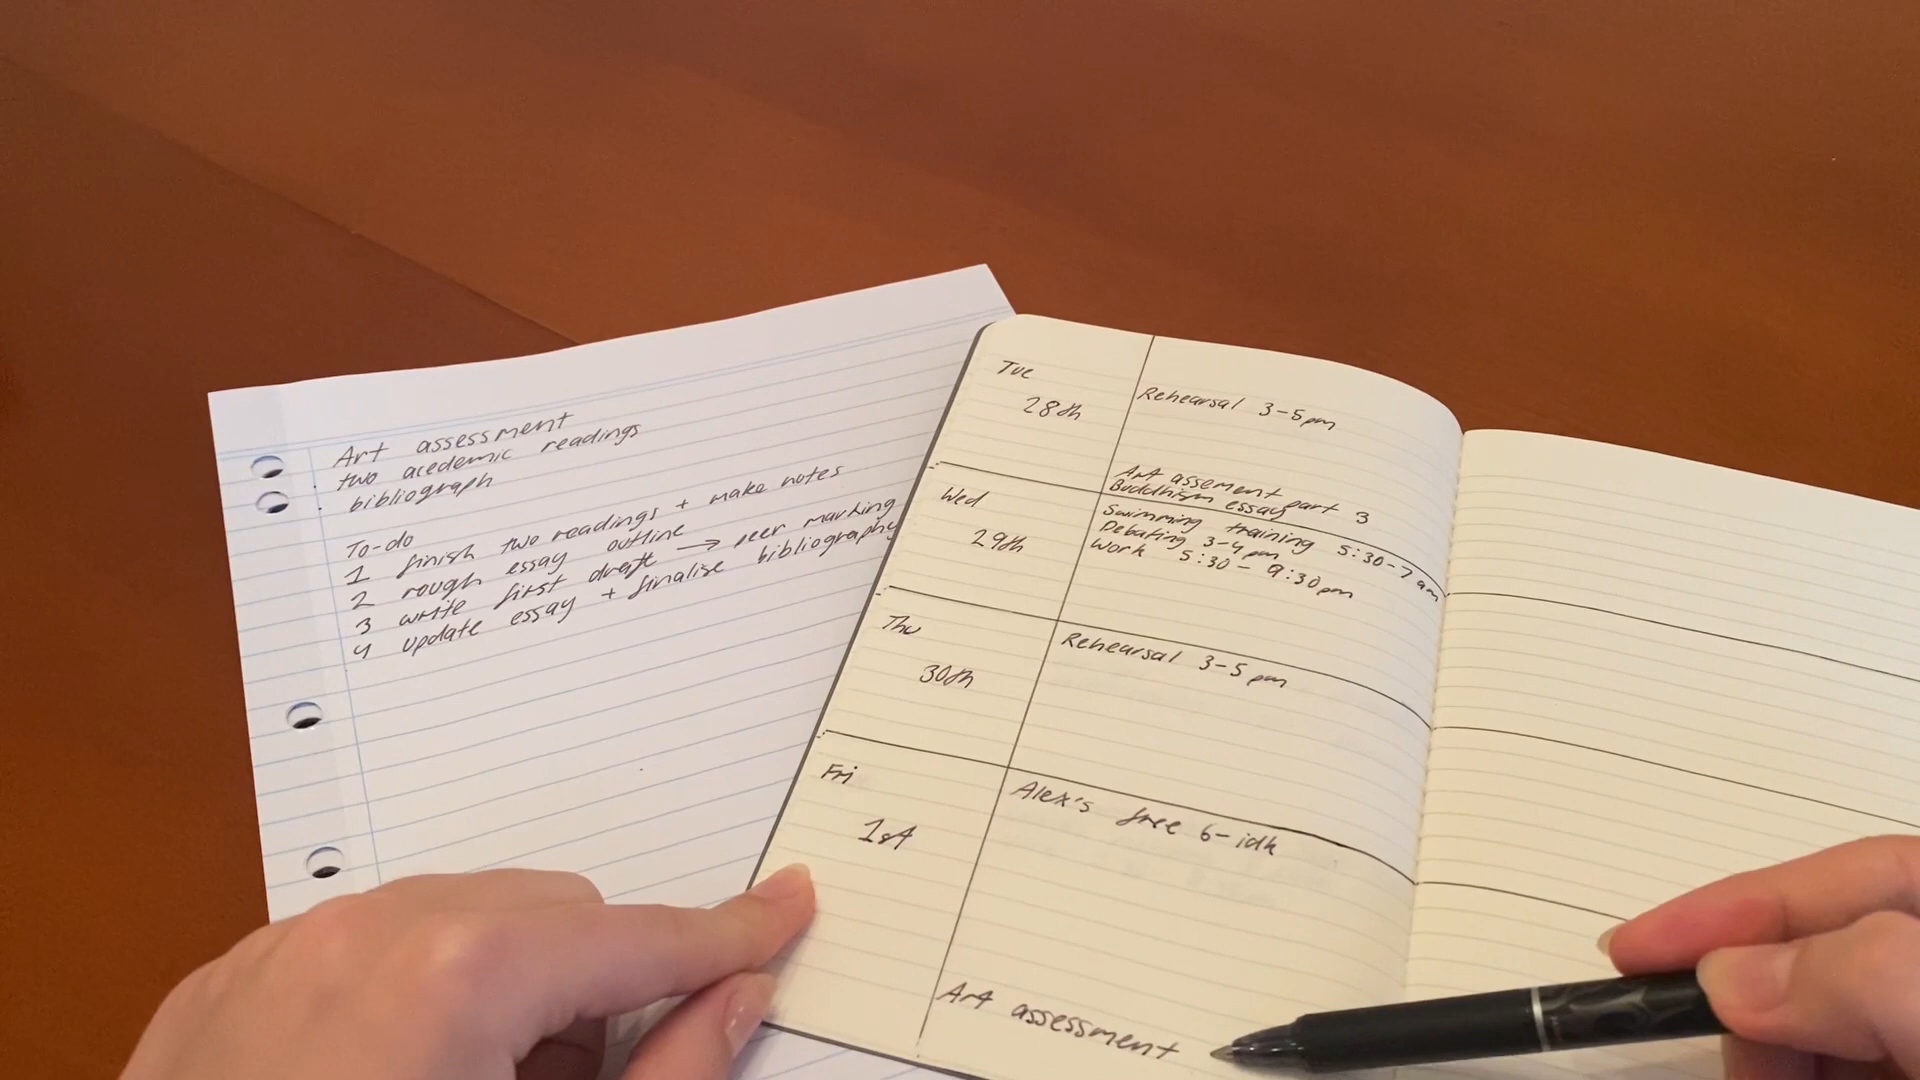 Art assessment
two acedemic readings
bibliograph
To-do
1 finish two readings + make notes
2 rough essay outline
3 write first draft → peer marking
4 update essay + finalise bibliography
Tue
28th
Rehearsal 3-5pm
Art assement part 3
Buddhism essay
Wed
29th
Swimming training 5:30-7am
Debating 3-4pm
Work 5:30-9:30pm
Thu
30th
Rehearsal 3-5pm
Fri
1st
Alex's free 6-idk
Art assessment